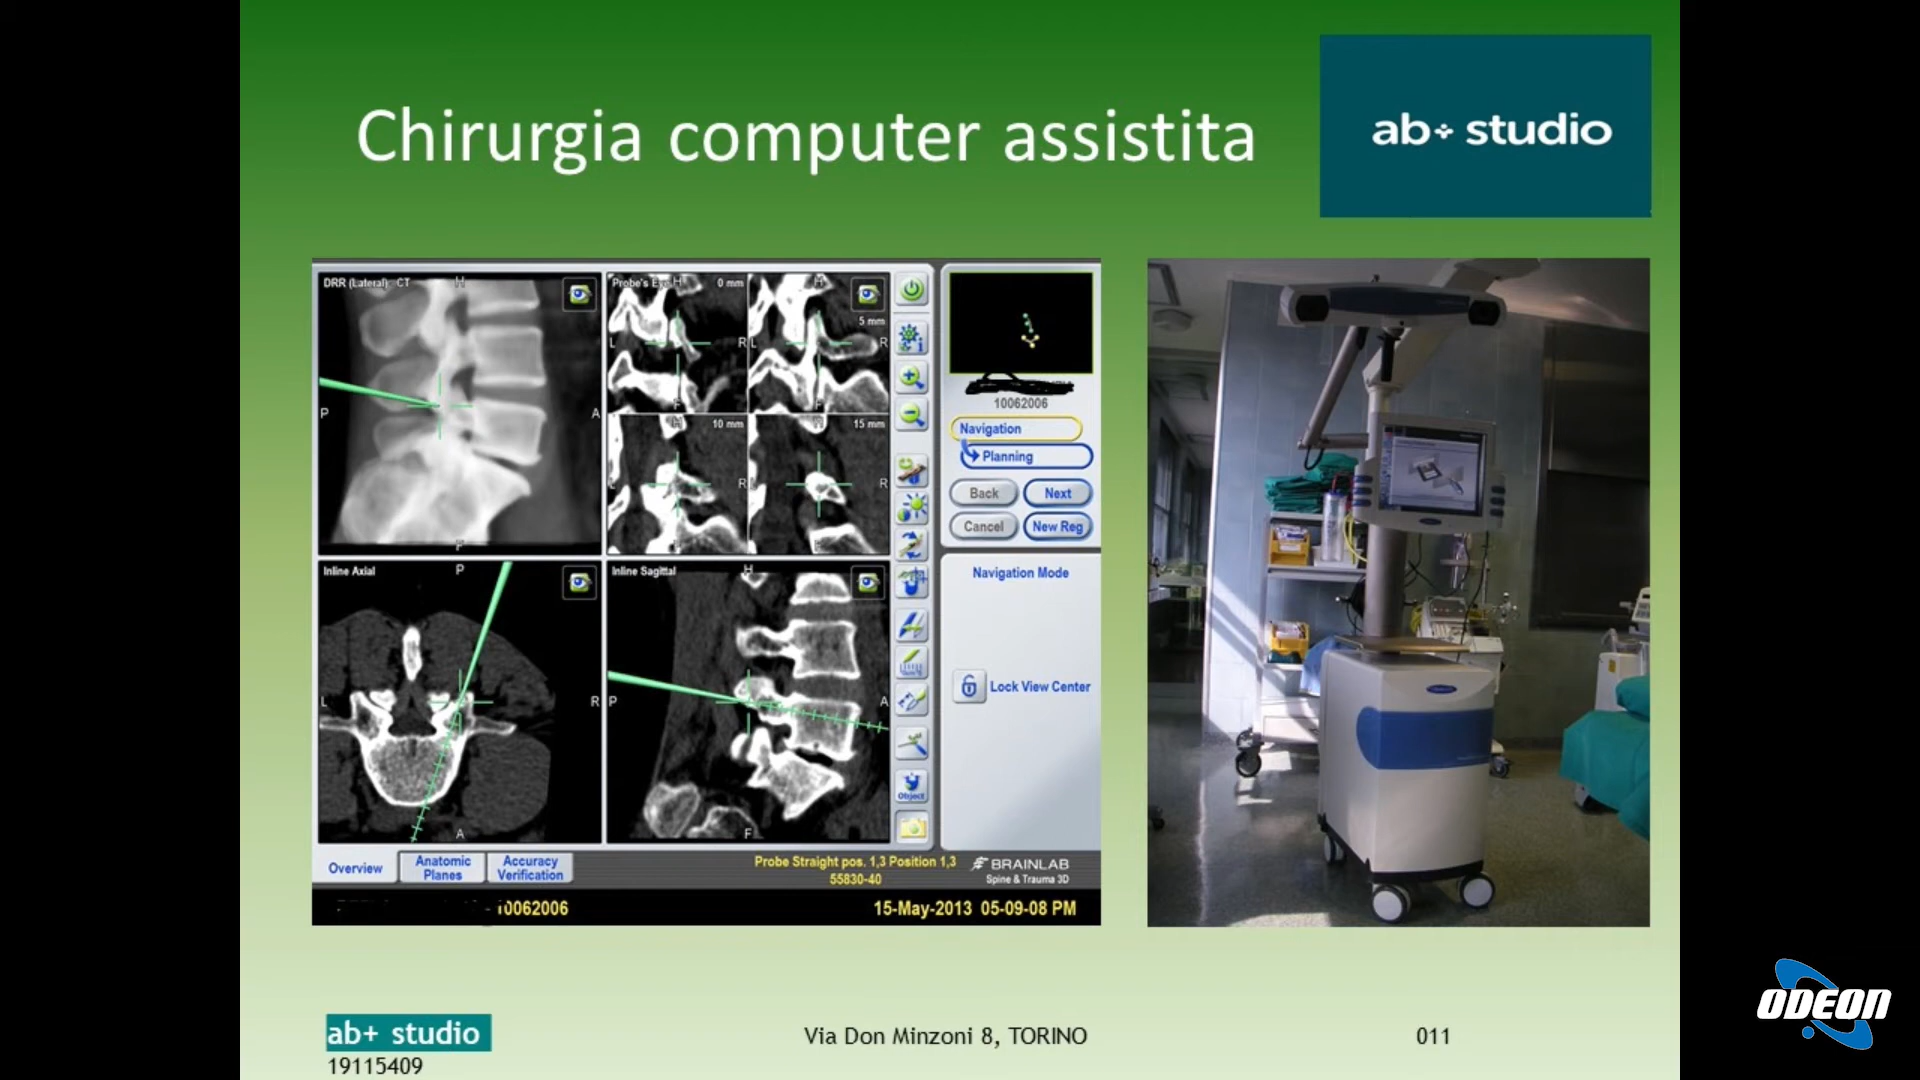 Chirurgia computer assistita
ab+ studio
DRR (Lateral) - CT
H
P
A
F
Probe's Eye
H
0 mm
L
R
F
H
5 mm
L
R
F
H
10 mm
L
R
H
15 mm
R
Inline Axial
P
L
R
A
Inline Sagittal
H
P
A
F
Object
10062006
Navigation
Planning
Back
Next
Cancel
New Reg
Navigation Mode
Lock View Center
Overview
Anatomic
Planes
Accuracy
Verification
Probe Straight pos. 1,3 Position 1,3
55830-40
BRAINLAB
Spine & Trauma 3D
10062006
15-May-2013 05-09-08 PM
ab+ studio
Via Don Minzoni 8, TORINO
011
19115409
ODEON